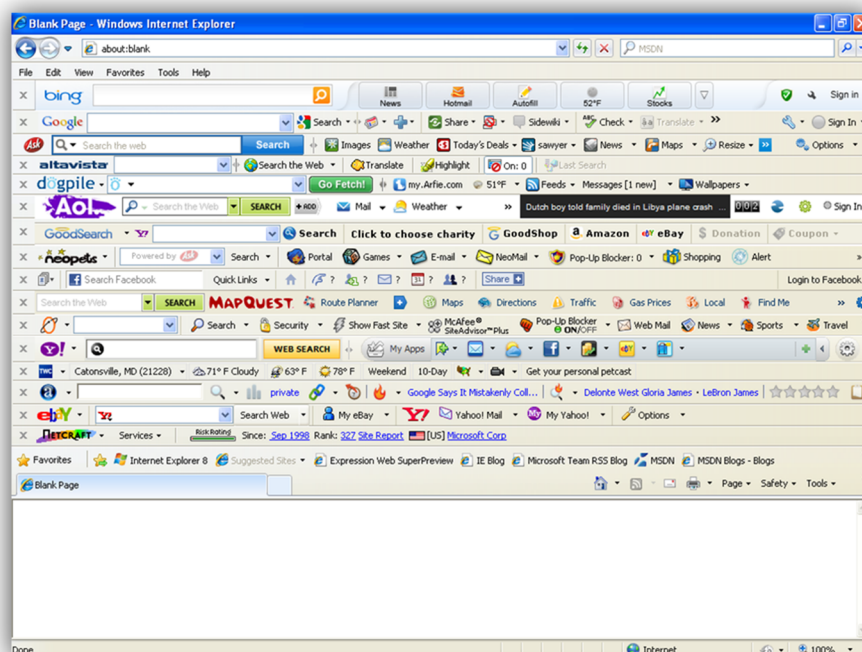 Blank Page - Windows Internet Explorer
about:blank MSDN
File Edit View Favorites Tools Help
bing News Hotmail Autofill 52°F Stocks Sign in
Google Search Share Sidewiki Check Translate Sign In
Ask Search the web Search Images Weather Today's Deals sawyer News Maps Resize Options
altavista Search the Web Translate Highlight On: 0 Last Search
dogpile Go Fetch! my.Arfie.com 51°F Feeds Messages [1 new] Wallpapers
Aol. Search the Web SEARCH + ADD Mail Weather Dutch boy told family died in Libya plane crash ... 002 Sign In
GoodSearch Search Click to choose charity GoodShop Amazon eBay Donation Coupon
neopets Powered by Ask Search Portal Games E-mail NeoMail Pop-Up Blocker: 0 Shopping Alert
Search Facebook Quick Links ? ? ? ? ? Share Login to Facebook
Search the Web SEARCH MAPQUEST Route Planner Maps Directions Traffic Gas Prices Local Find Me
Search Security Show Fast Site McAfee® SiteAdvisor™Plus Pop-Up Blocker ON/OFF Web Mail News Sports Travel
Y! WEB SEARCH My Apps
TWC Catonsville, MD (21228) 71° F Cloudy 63° F 78° F Weekend 10-Day Get your personal petcast
a Search private Google Says It Mistakenly Coll... Delonte West Gloria James LeBron James
ebY Y! Search Web My eBay Y! Yahoo! Mail My Yahoo! Options
NETCRAFT Services Risk Rating Since: Sep 1998 Rank: 327 Site Report [US] Microsoft Corp
Favorites Internet Explorer 8 Suggested Sites Expression Web SuperPreview IE Blog Microsoft Team RSS Blog MSDN MSDN Blogs - Blogs
Blank Page Page Safety Tools
Done Internet 100%